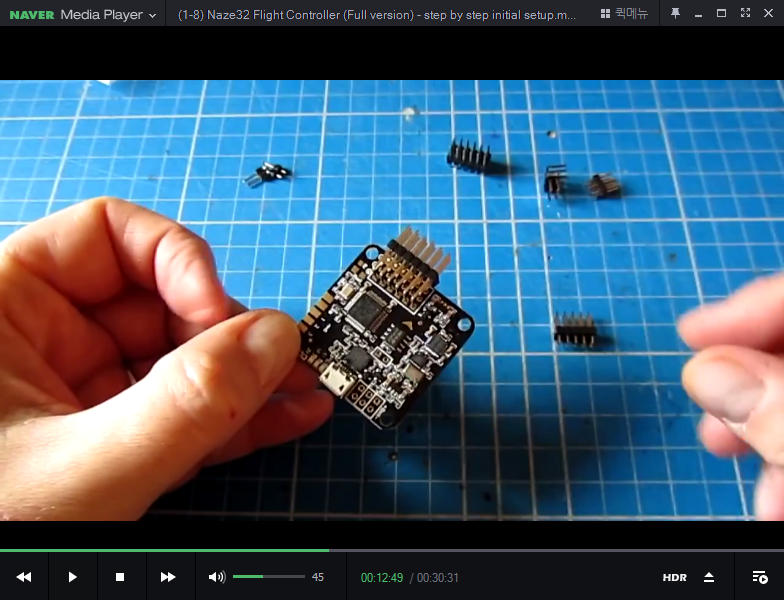 NAVER Media Player (1-8) Naze32 Flight Controller (Full version) - step by step initial setup.m... 퀵메뉴
45 00:12:49 / 00:30:31 HDR